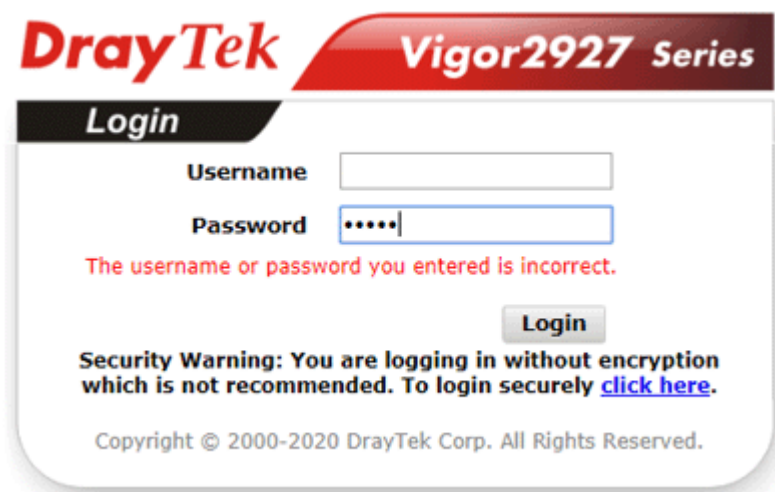 DrayTek Vigor2927 Series
Login
Username
Password •••••
The username or password you entered is incorrect.
Login
Security Warning: You are logging in without encryption
which is not recommended. To login securely click here.
Copyright © 2000-2020 DrayTek Corp. All Rights Reserved.